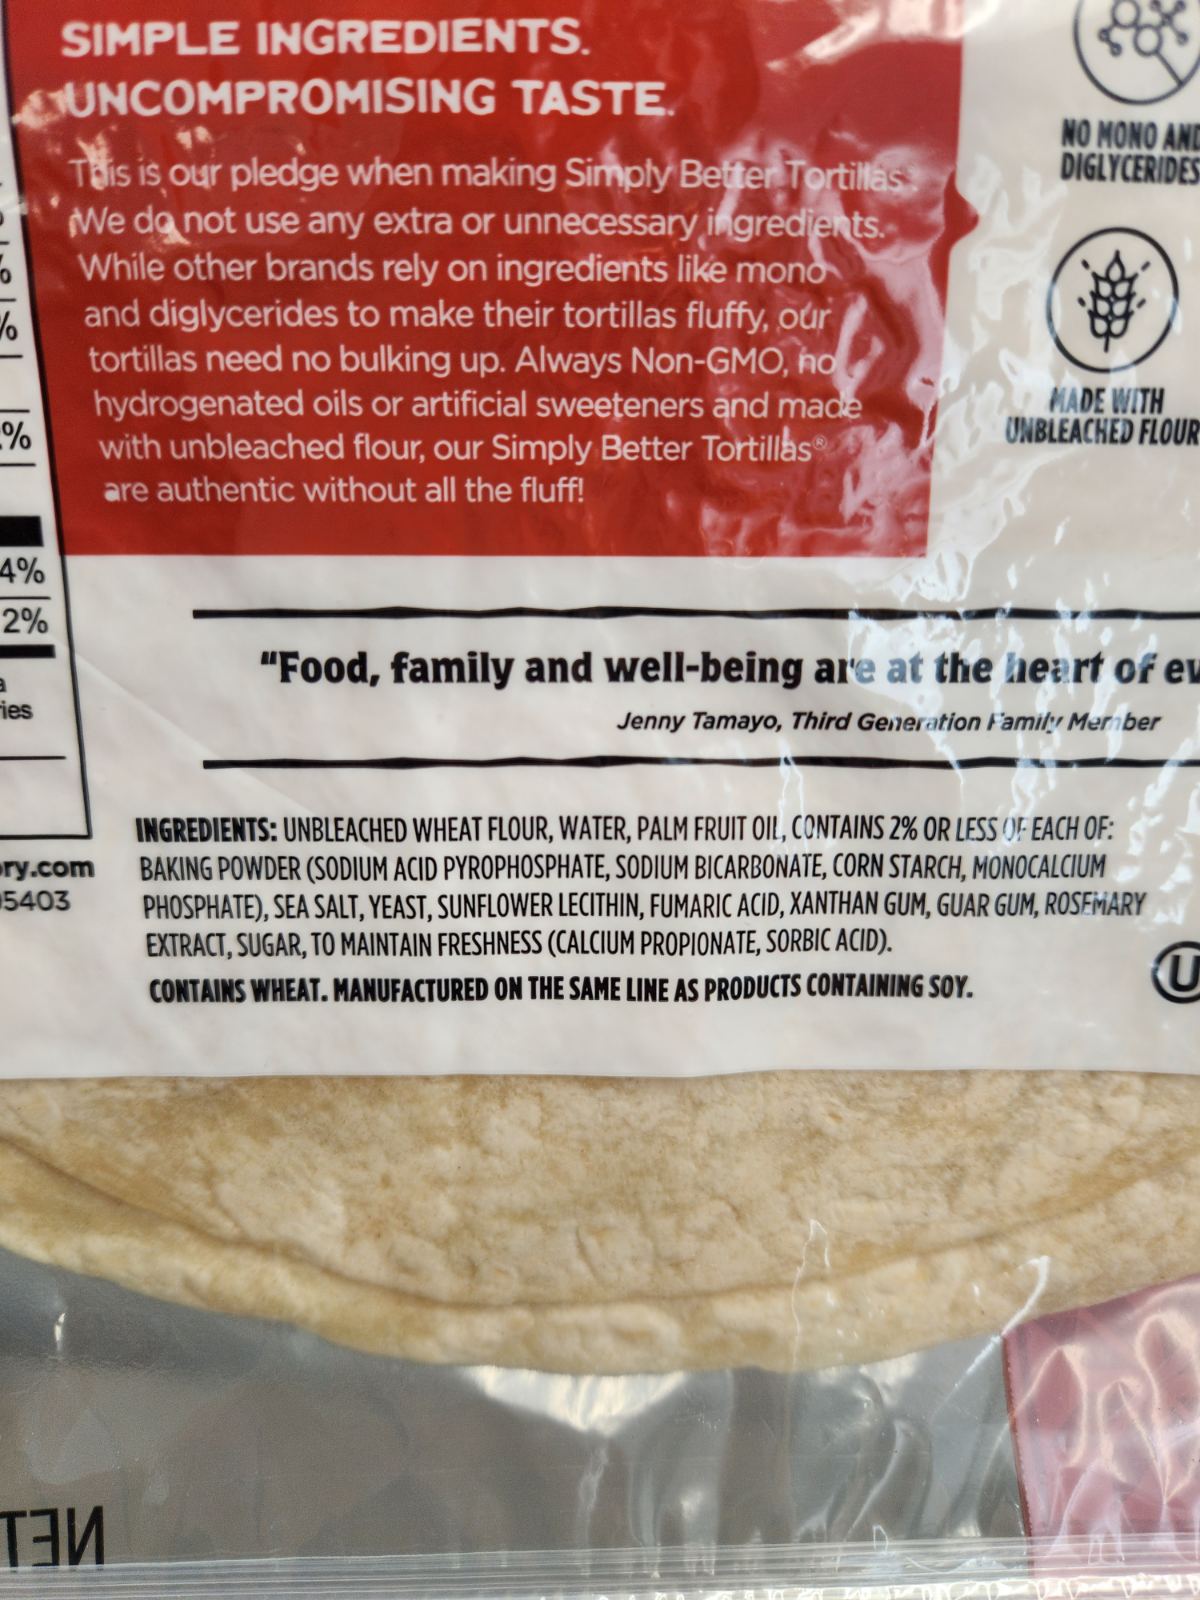 SIMPLE INGREDIENTS.
UNCOMPROMISING TASTE.
This is our pledge when making Simply Better Tortillas®.
We do not use any extra or unnecessary ingredients.
While other brands rely on ingredients like mono
and diglycerides to make their tortillas fluffy, our
tortillas need no bulking up. Always Non-GMO, no
hydrogenated oils or artificial sweeteners and made
with unbleached flour, our Simply Better Tortillas®
are authentic without all the fluff!
NO MONO AND
DIGLYCERIDES
MADE WITH
UNBLEACHED FLOUR
%
%
%
4%
2%
"Food, family and well-being are at the heart of
Jenny Tamayo, Third Generation Family Member
ry.com
95403
INGREDIENTS: UNBLEACHED WHEAT FLOUR, WATER, PALM FRUIT OIL, CONTAINS 2% OR LESS OF EACH OF:
BAKING POWDER (SODIUM ACID PYROPHOSPHATE, SODIUM BICARBONATE, CORN STARCH, MONOCALCIUM
PHOSPHATE), SEA SALT, YEAST, SUNFLOWER LECITHIN, FUMARIC ACID, XANTHAN GUM, GUAR GUM, ROSEMARY
EXTRACT, SUGAR, TO MAINTAIN FRESHNESS (CALCIUM PROPIONATE, SORBIC ACID).
CONTAINS WHEAT. MANUFACTURED ON THE SAME LINE AS PRODUCTS CONTAINING SOY.
U
NET